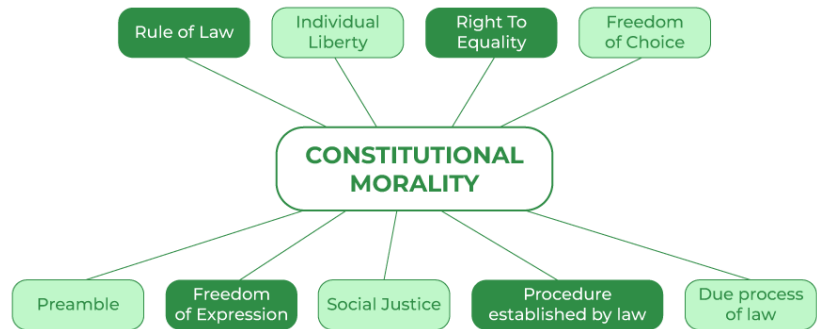 Rule of Law
Individual
Liberty
Right To
Equality
Freedom
of Choice
CONSTITUTIONAL
MORALITY
Preamble
Freedom
of Expression
Social Justice
Procedure
established by law
Due process
of law